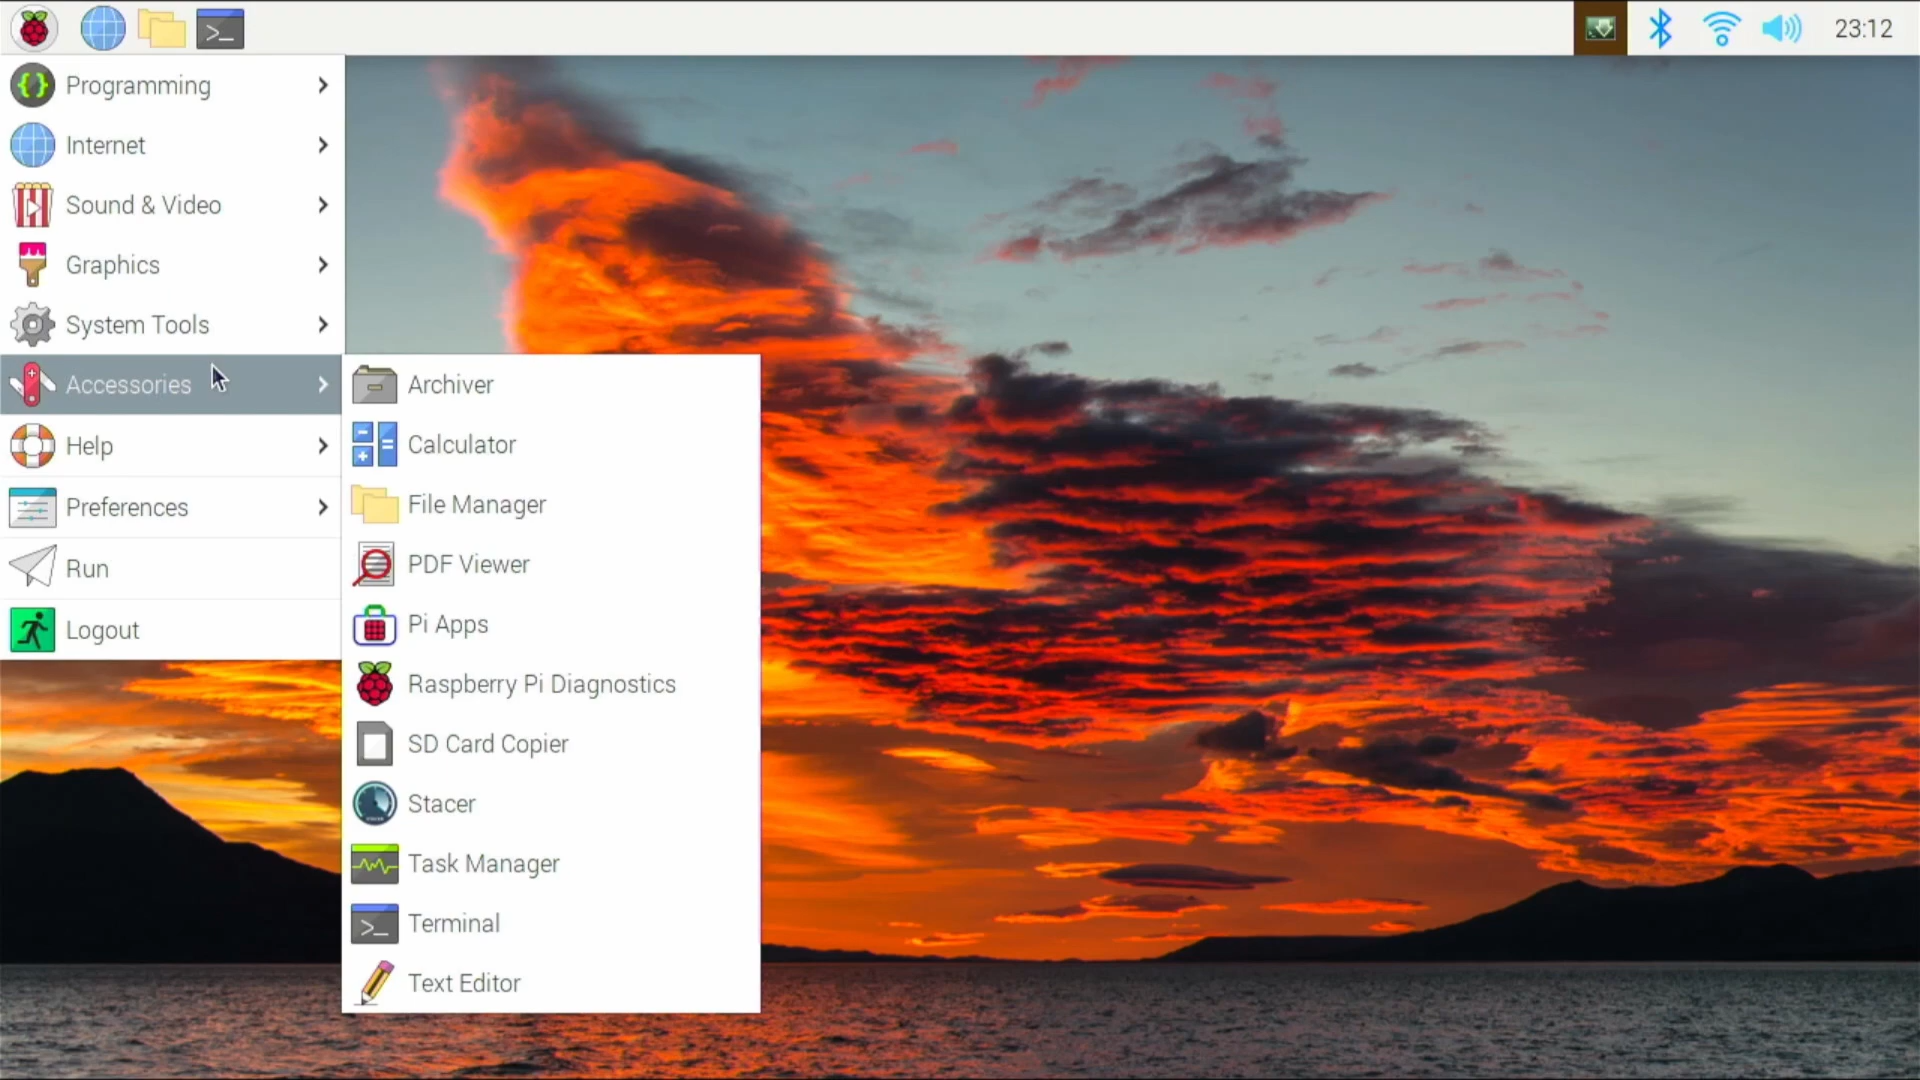 23:12
Programming
Internet
Sound & Video
Graphics
System Tools
Accessories
Help
Preferences
Run
Logout
Archiver
Calculator
File Manager
PDF Viewer
Pi Apps
Raspberry Pi Diagnostics
SD Card Copier
Stacer
Task Manager
Terminal
Text Editor